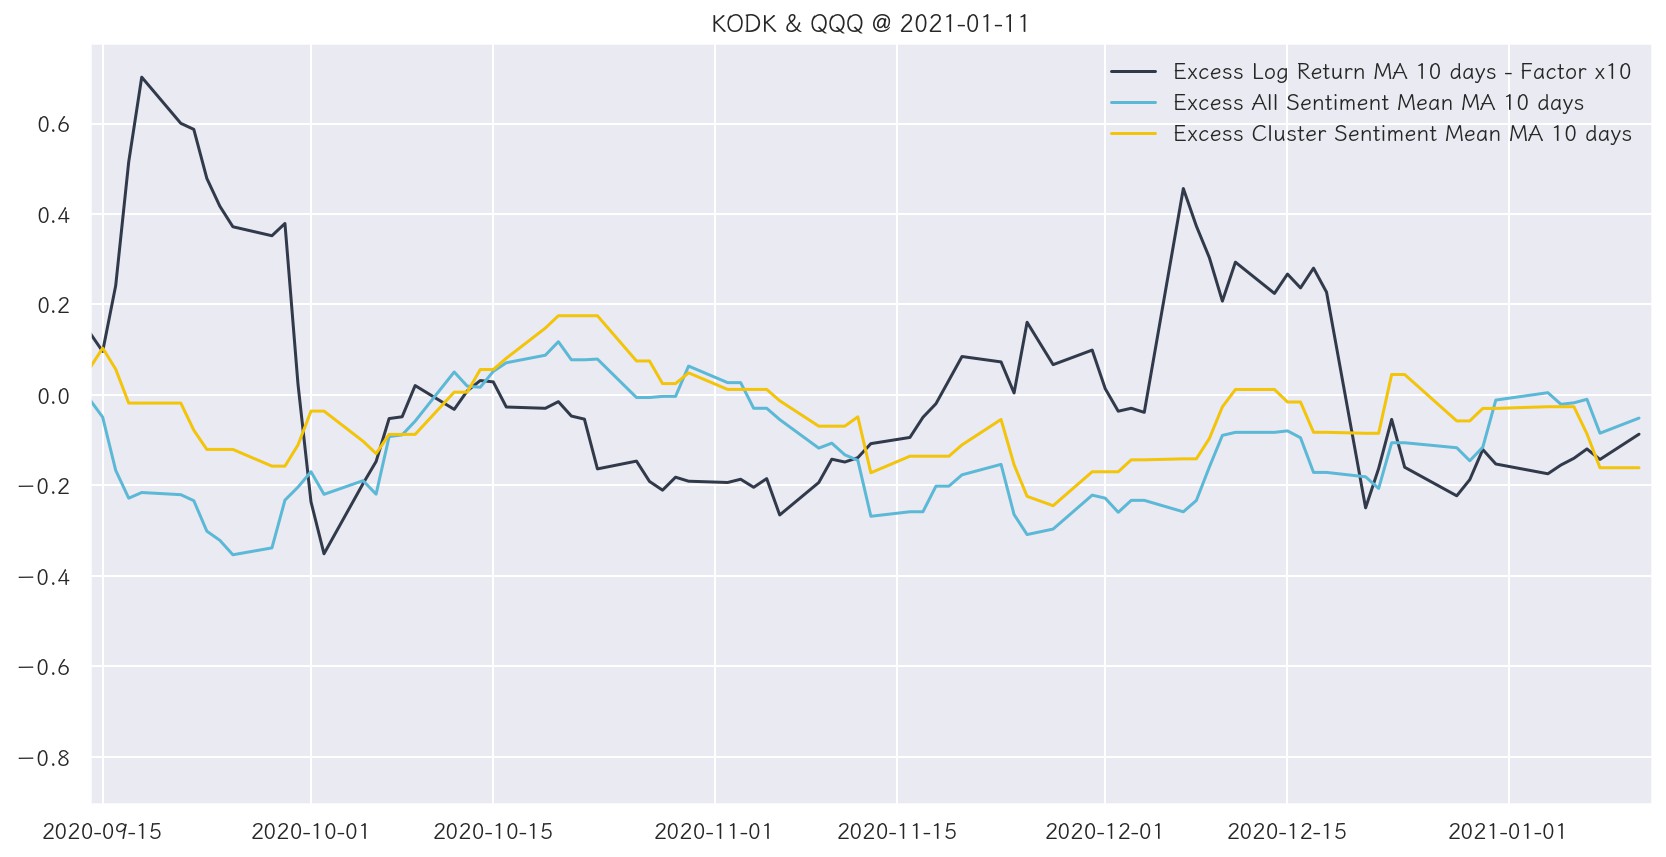 KODK & QQQ @ 2021-01-11
Excess Log Return MA 10 days - Factor x10
Excess All Sentiment Mean MA 10 days
Excess Cluster Sentiment Mean MA 10 days
0.6
0.4
0.2
0.0
−0.2
−0.4
−0.6
−0.8
2020-09-15 2020-10-01 2020-10-15 2020-11-01 2020-11-15 2020-12-01 2020-12-15 2021-01-01